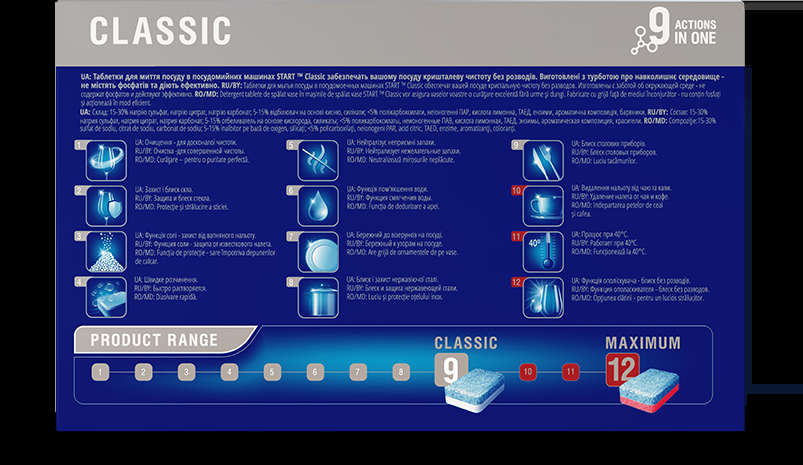 CLASSIC
9 ACTIONS
IN ONE
UA: Таблетки для миття посуду в посудомийних машинах START ™ Classic забезпечать вашому посуду кришталеву чистоту без розводів. Виготовлені з турботою про навколишнє середовище -
не містять фосфатів та діють ефективно. RU/BY: Таблетки для мытья посуды в посудомоечных машинах START ™ Classic обеспечат вашей посуде кристальную чистоту без разводов. Изготовлены с заботой об окружающей среде - не
содержат фосфатов и действуют эффективно. RO/MD: Detergent tablete de spălat vase în mașinile de spălat vase START ™ Classic vor asigura vaselor voastre o curățare excelentă fără urme și dungi. Fabricate cu grijă față de mediul înconjurător - nu conțin fosfați
și acționează în mod eficient.
UA: Склад: 15-30% натрію сульфат, натрію цитрат, натрію карбонат; 5-15% відбілювач на основі кисню, силікати; <5% полікарбоксилати, неіоногенні ПАР, кислота лимонна, ТАЕД, ензими, ароматична композиція, барвники. RU/BY: Состав: 15-30%
натрия сульфат, натрия цитрат, натрия карбонат; 5-15% отбеливатель на основе кислорода, силикаты; <5% поликарбоксилаты, неионогенные ПАВ, кислота лимонная, ТАЕД, энзимы, ароматическая композиция, красители. RO/MD: Compoziție:15-30%
sulfat de sodiu, citrat de sodiu, carbonat de sodiu; 5-15% inalbitor pe bază de oxigen, silicați; <5% policarboxilați, neionogeni PAR, acid citric, TAED, enzime, aromatizanți, coloranți.
1
UA: Очищення - для досконалої чистоти.
RU/BY: Очистка -для совершенной чистоты.
RO/MD: Curățare – pentru o puritate perfectă.
5
UA: Нейтралізує неприємні запахи.
RU/BY: Нейтрализует нежелательные запахи.
RO/MD: Neutralizează mirosurile neplăcute.
9
UA: Блиск столових приборів.
RU/BY: Блеск столовых приборов.
RO/MD: Luciu tacâmurilor.
2
UA: Захист і блиск скла.
RU/BY: Защита и блеск стекла.
RO/MD: Protecție și strălucire a sticlei.
6
UA: Функція пом'якшення води.
RU/BY: Функция смягчения воды.
RO/MD: Funcția de dedurizare a apei.
10
UA: Видалення нальоту від чаю та кави.
RU/BY: Удаление налета от чая и кофе.
RO/MD: Indepartarea petelor de ceai
și cafea.
3
UA: Функція солі - захист від вапняного нальоту.
RU/BY: Функция соли - защита от известкового налета.
RO/MD: Funcția de protecție - sare împotriva depunerilor
de calcar.
7
UA: Бережний до візерунків на посуді.
RU/BY: Бережный к узорам на посуде.
RO/MD: Are grijă de ornamentele de pe vase.
11
40°
UA: Працює при 40°C.
RU/BY: Работает при 40°C.
RO/MD: Funcționează la 40°C.
4
UA: Швидке розчинення.
RU/BY: Быстро растворяется.
RO/MD: Dizolvare rapidă.
8
UA: Блиск і захист нержавіючої сталі.
RU/BY: Блеск и защита нержавеющей стали.
RO/MD: Luciu și protecție oțelului inox.
12
UA: Функція ополіскувача - блиск без розводів.
RU/BY: Функция ополаскивателя - блеск без разводов.
RO/MD: Opțiunea clătirii - pentru un lucios strălucitor.
PRODUCT RANGE
CLASSIC
MAXIMUM
1 2 3 4 5 6 7 8 9 10 11 12